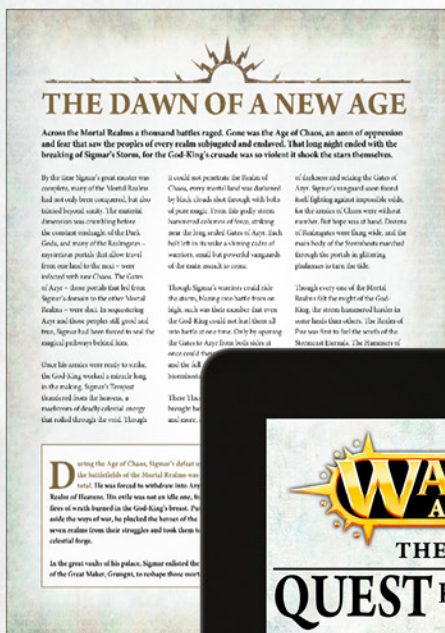 THE DAWN OF A NEW AGE
Across the Mortal Realms a thousand battles raged. Gone was the Age of Chaos, an aeon of oppression
and fear that saw the peoples of every realm subjugated and enslaved. That long night ended with the
breaking of Sigmar's Storm, for the God-King's crusade was so violent it shook the stars themselves.
By the time Sigmar's great muster was
complete, many of the Mortal Realms
had not only been conquered, but also
tainted beyond sanity. The material
dimension was crumbling before
the constant onslaught of the Dark
Gods, and many of the Realmgates –
mysterious portals that allow travel
from one land to the next – were
infected with raw Chaos. The Gates
of Azyr – those portals that led from
Sigmar's domain to the other Mortal
Realms – were shut. In sequestering
Azyr and those peoples still good and
true, Sigmar had been forced to seal the
magical pathways behind him.
Once his armies were ready to strike,
the God-King worked a miracle long
in the making. Sigmar's Tempest
thundered from the heavens, a
maelstrom of deadly celestial energy
that roiled through the void. Though
it could not penetrate the Realm of
Chaos, every mortal land was darkened
by black clouds shot through with bolts
of pure magic. From this godly storm
hammered columns of force, striking
near the long sealed Gates of Azyr. Each
bolt left in its wake a shining cadre of
warriors, small but powerful vanguards
of the main assault to come.
Though Sigmar's warriors could ride
the storm, blazing into battle from on
high, such was their number that even
the God-King could not hurl them all
into battle at one time. Only by opening
the Gates to Azyr from both sides at
once could
and the full
Stormhosts
There
brought
and more,
of darkness and seizing the Gates of
Azyr. Sigmar's vanguard soon found
itself fighting against impossible odds,
for the armies of Chaos were without
number. But hope was at hand. Dozens
of Realmgates were flung wide, and the
main body of the Stormhosts marched
through the portals in glittering
phalanxes to turn the tide.
Though every one of the Mortal
Realms felt the might of the God-
King, the storm hammered harder in
some lands than others. The Realm of
Fire was first to feel the wrath of the
Stormcast Eternals. The Hammers of
During the Age of Chaos, Sigmar's defeat
the battlefields of the Mortal Realms was
total. He was forced to withdraw into
Realm of Heavens. His exile was not an idle one,
fires of wrath burned in the God-King's breast.
aside the ways of war, he plucked the heroes of the
seven realms from their struggles and took them
celestial forge.
In the great vaults of his palace, Sigmar enlisted the
of the Great Maker, Grungni, to reshape those
WA
A
THE
QUEST